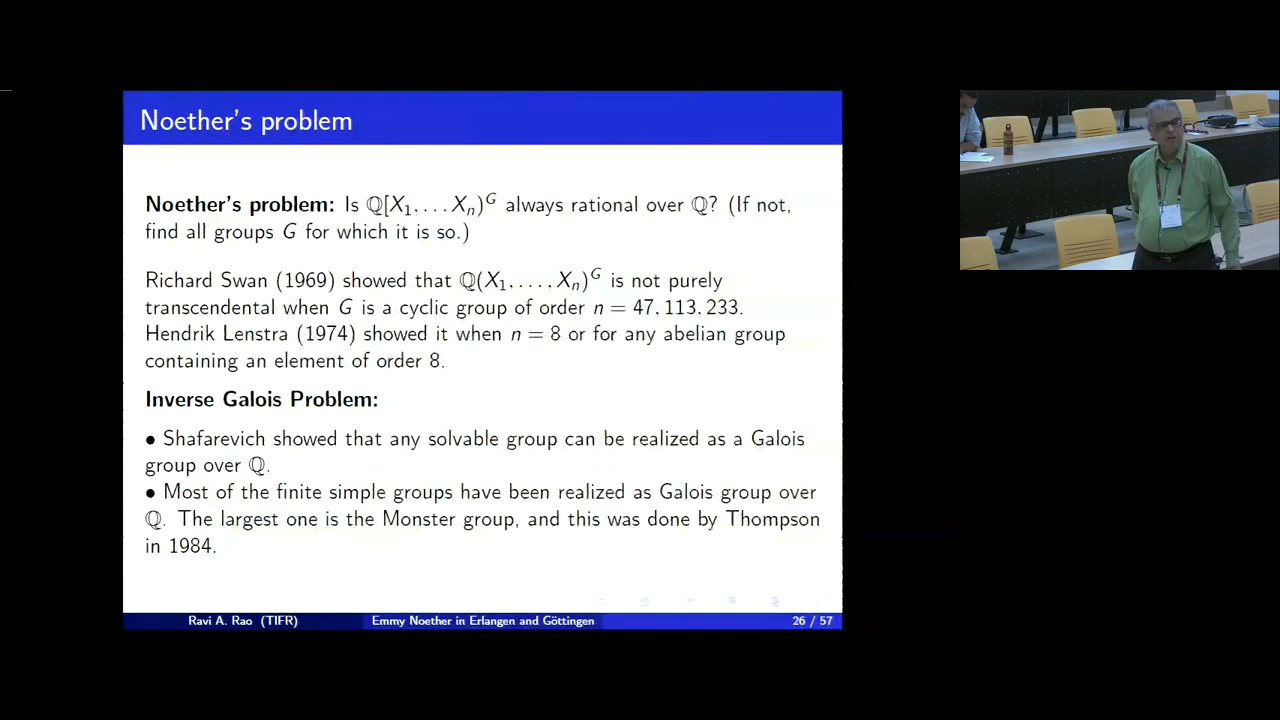 Noether's problem
Noether's problem: Is ℚ[X₁, . . . Xₙ)ᴳ always rational over ℚ? (If not,
find all groups G for which it is so.)
Richard Swan (1969) showed that ℚ(X₁, . . . , Xₙ)ᴳ is not purely
transcendental when G is a cyclic group of order n = 47, 113, 233.
Hendrik Lenstra (1974) showed it when n = 8 or for any abelian group
containing an element of order 8.
Inverse Galois Problem:
• Shafarevich showed that any solvable group can be realized as a Galois
group over ℚ.
• Most of the finite simple groups have been realized as Galois group over
ℚ. The largest one is the Monster group, and this was done by Thompson
in 1984.
Ravi A. Rao (TIFR) Emmy Noether in Erlangen and Göttingen 26 / 57